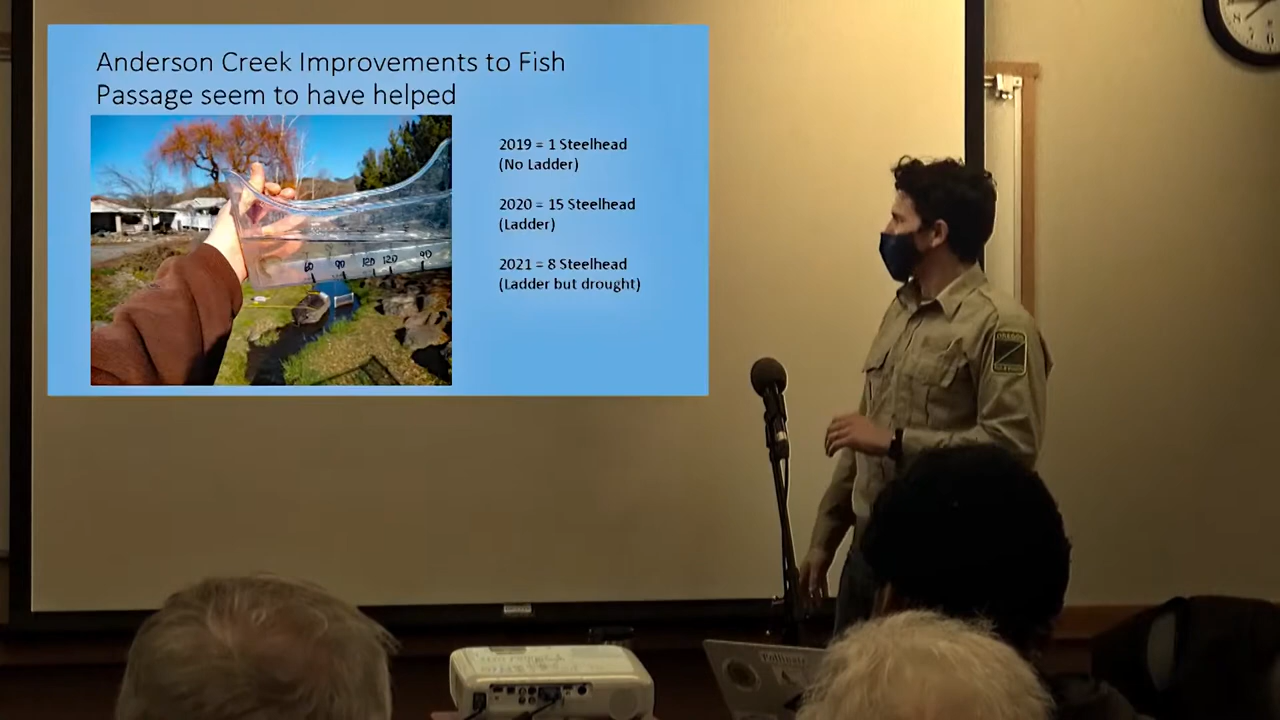 Anderson Creek Improvements to Fish
Passage seem to have helped
2019 = 1 Steelhead
(No Ladder)
2020 = 15 Steelhead
(Ladder)
2021 = 8 Steelhead
(Ladder but drought)
60 90 120 120 90
OREGON